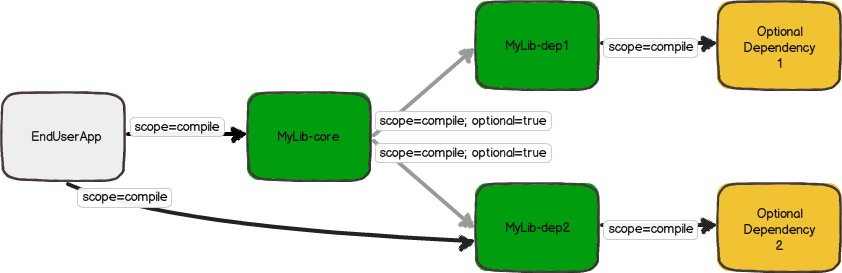 EndUserApp
scope=compile
scope=compile
MyLib-core
scope=compile; optional=true
scope=compile; optional=true
MyLib-dep1
scope=compile
Optional
Dependency
1
MyLib-dep2
scope=compile
Optional
Dependency
2